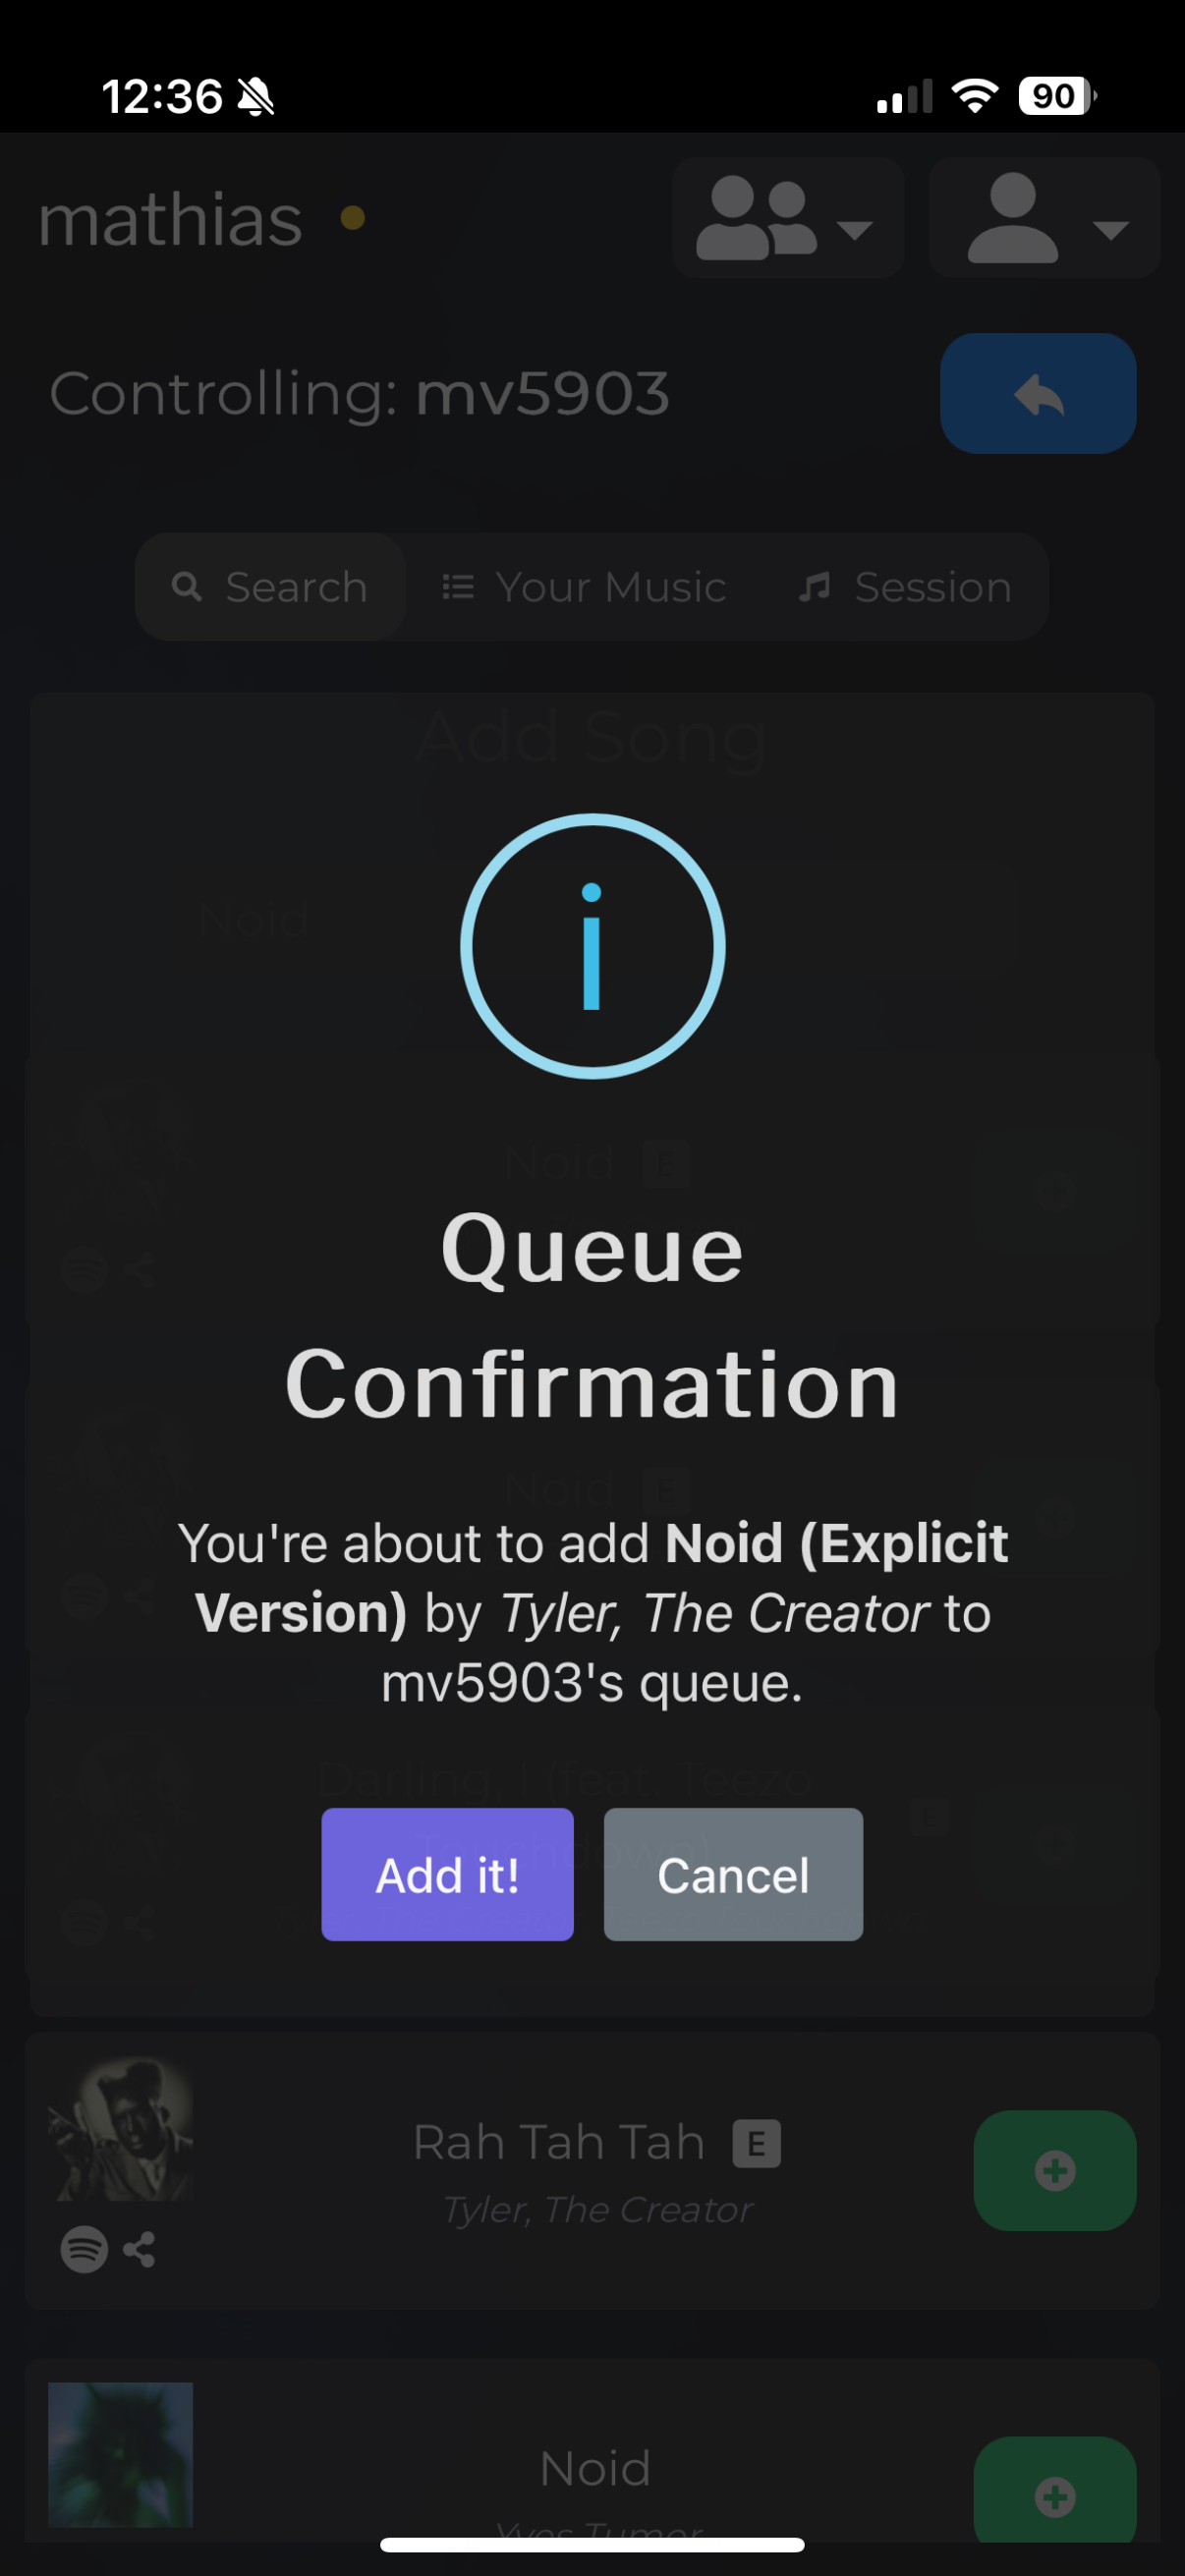 12:36
90
mathias
Controlling: mv5903
Search
Your Music
Session
Add Song
Noid
Noid E
Queue
Confirmation
Noid E
You're about to add Noid (Explicit
Version) by Tyler, The Creator to
mv5903's queue.
Darling, I (feat. Teezo
Touchdown) E
Add it!
Cancel
Rah Tah Tah E
Tyler, The Creator
Noid
Yves Tumor